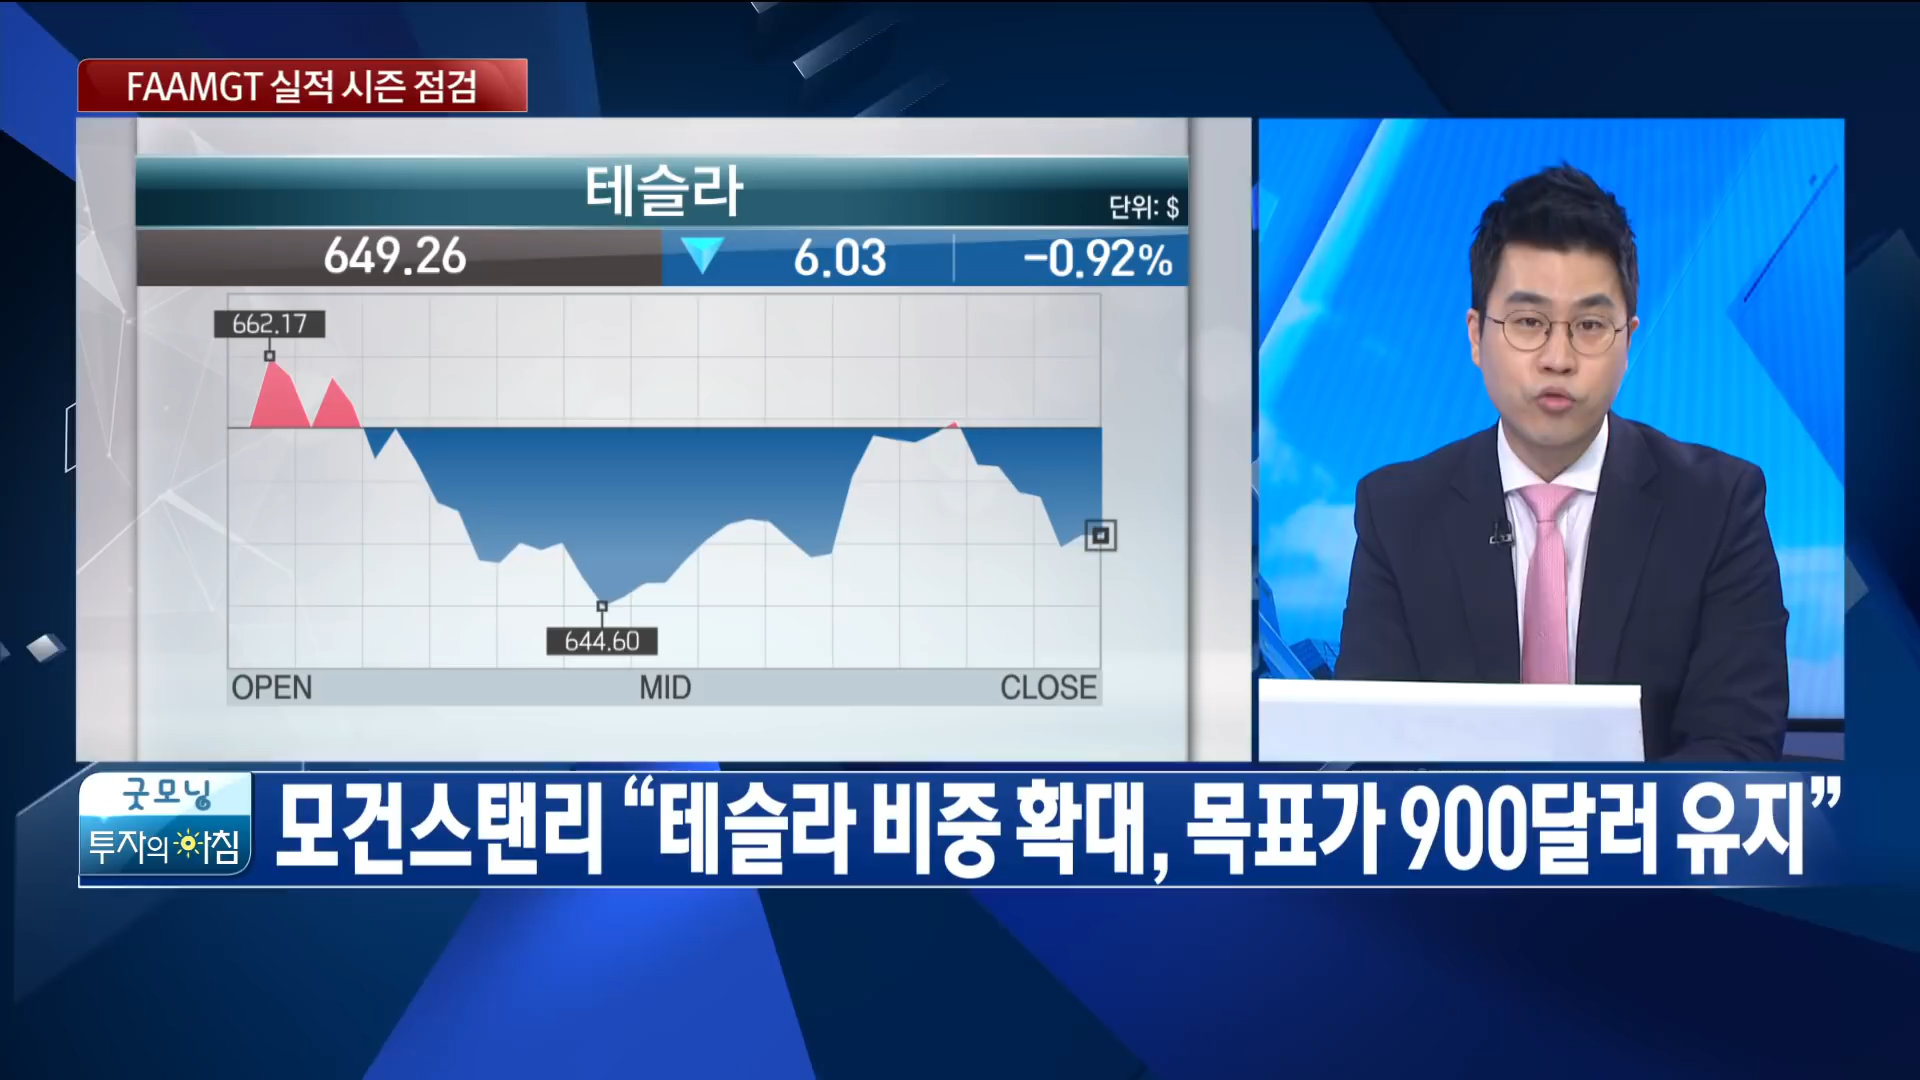 FAAMGT 실적 시즌 점검
테슬라
단위: $
649.26 6.03 -0.92%
662.17
644.60
OPEN MID CLOSE
굿모닝
투자의 아침
모건스탠리 “테슬라 비중 확대, 목표가 900달러 유지”